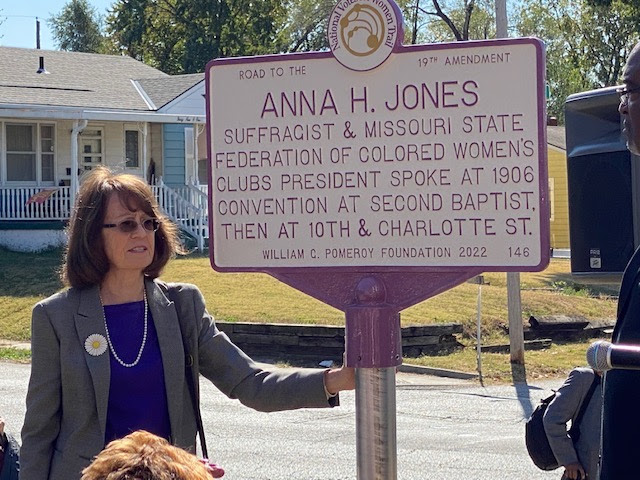 National Votes for Women Trail
ROAD TO THE 19TH AMENDMENT
ANNA H. JONES
SUFFRAGIST & MISSOURI STATE
FEDERATION OF COLORED WOMEN'S
CLUBS PRESIDENT SPOKE AT 1906
CONVENTION AT SECOND BAPTIST,
THEN AT 10TH & CHARLOTTE ST.
WILLIAM G. POMEROY FOUNDATION 2022 146